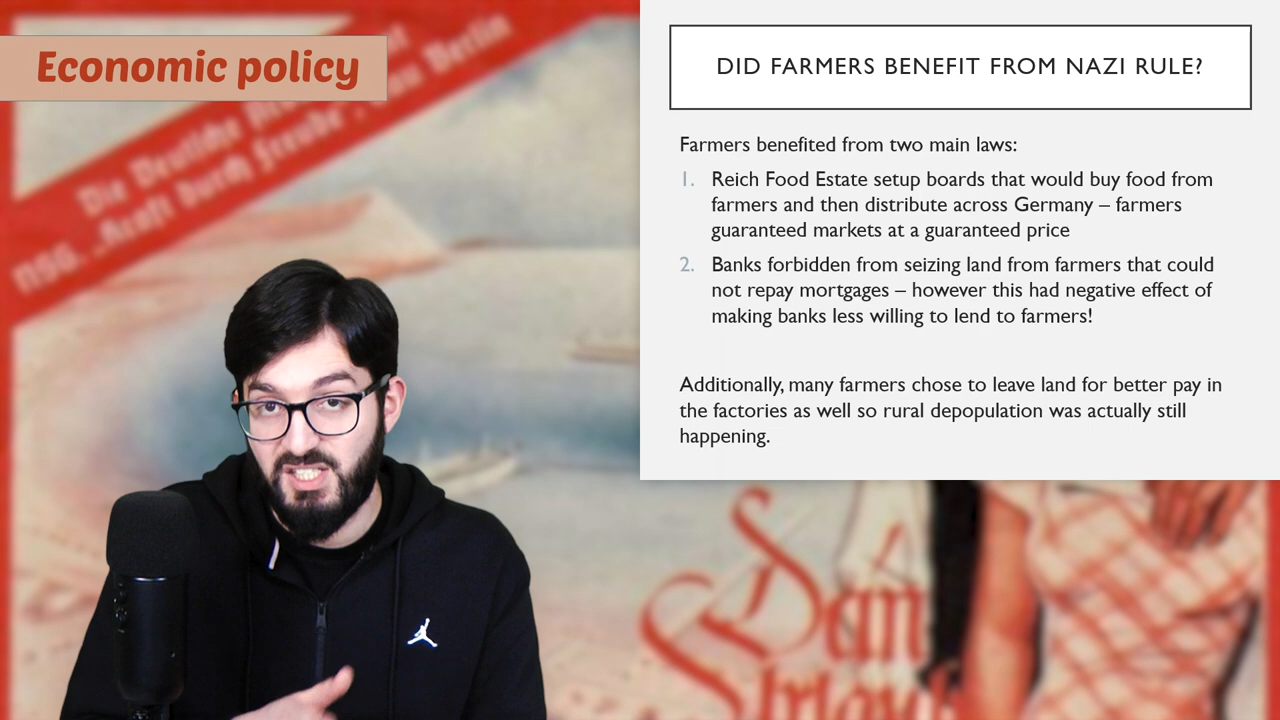 Economic policy
Die Deutsche
NSG. „Kraft durch Freude“, Gau Berlin
DID FARMERS BENEFIT FROM NAZI RULE?
Farmers benefited from two main laws:
1. Reich Food Estate setup boards that would buy food from
farmers and then distribute across Germany – farmers
guaranteed markets at a guaranteed price
2. Banks forbidden from seizing land from farmers that could
not repay mortgages – however this had negative effect of
making banks less willing to lend to farmers!
Additionally, many farmers chose to leave land for better pay in
the factories as well so rural depopulation was actually still
happening.